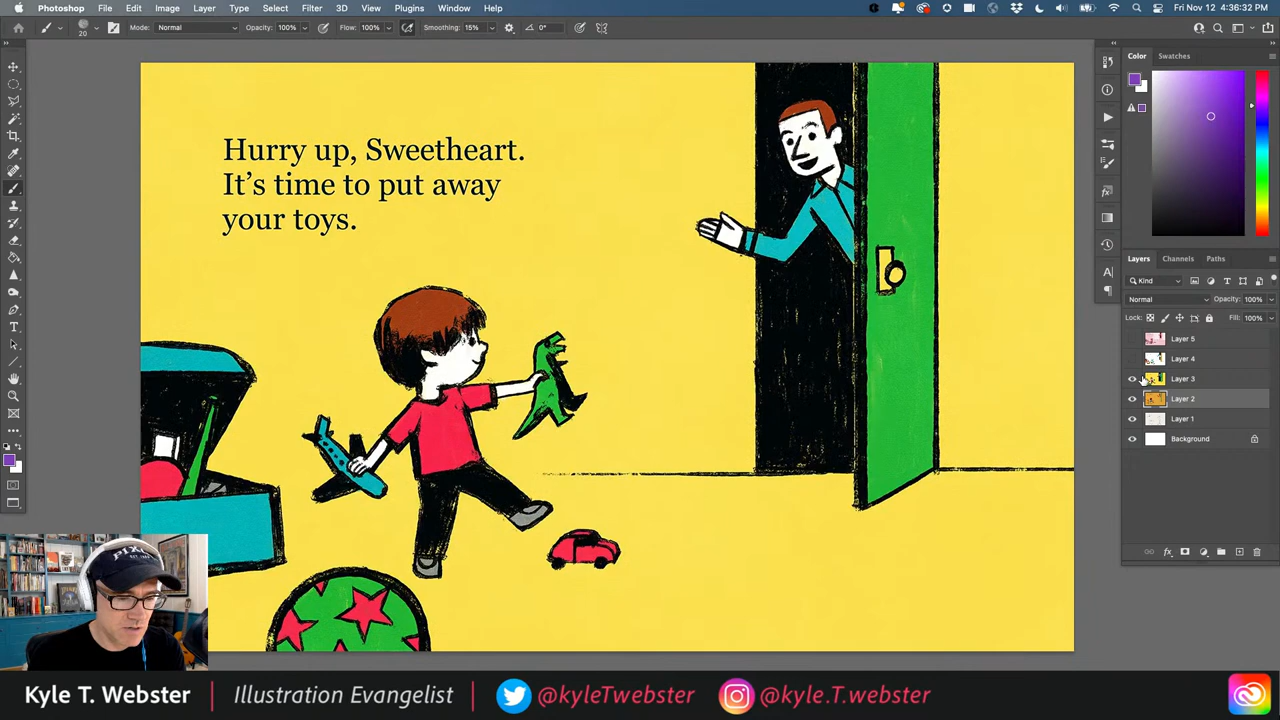 Photoshop File Edit Image Layer Type Select Filter 3D View Plugins Window Help Fri Nov 12 4:36:32 PM
20 Mode: Normal Opacity: 100% Flow: 100% Smoothing: 15% 0°
Color Swatches
Hurry up, Sweetheart.
It's time to put away
your toys.
Layers Channels Paths
Kind
Normal Opacity: 100%
Lock: Fill: 100%
Layer 5
Layer 4
Layer 3
Layer 2
Layer 1
Background
PIXAR
Kyle T. Webster | Illustration Evangelist | @kyleTwebster @kyle.T.webster